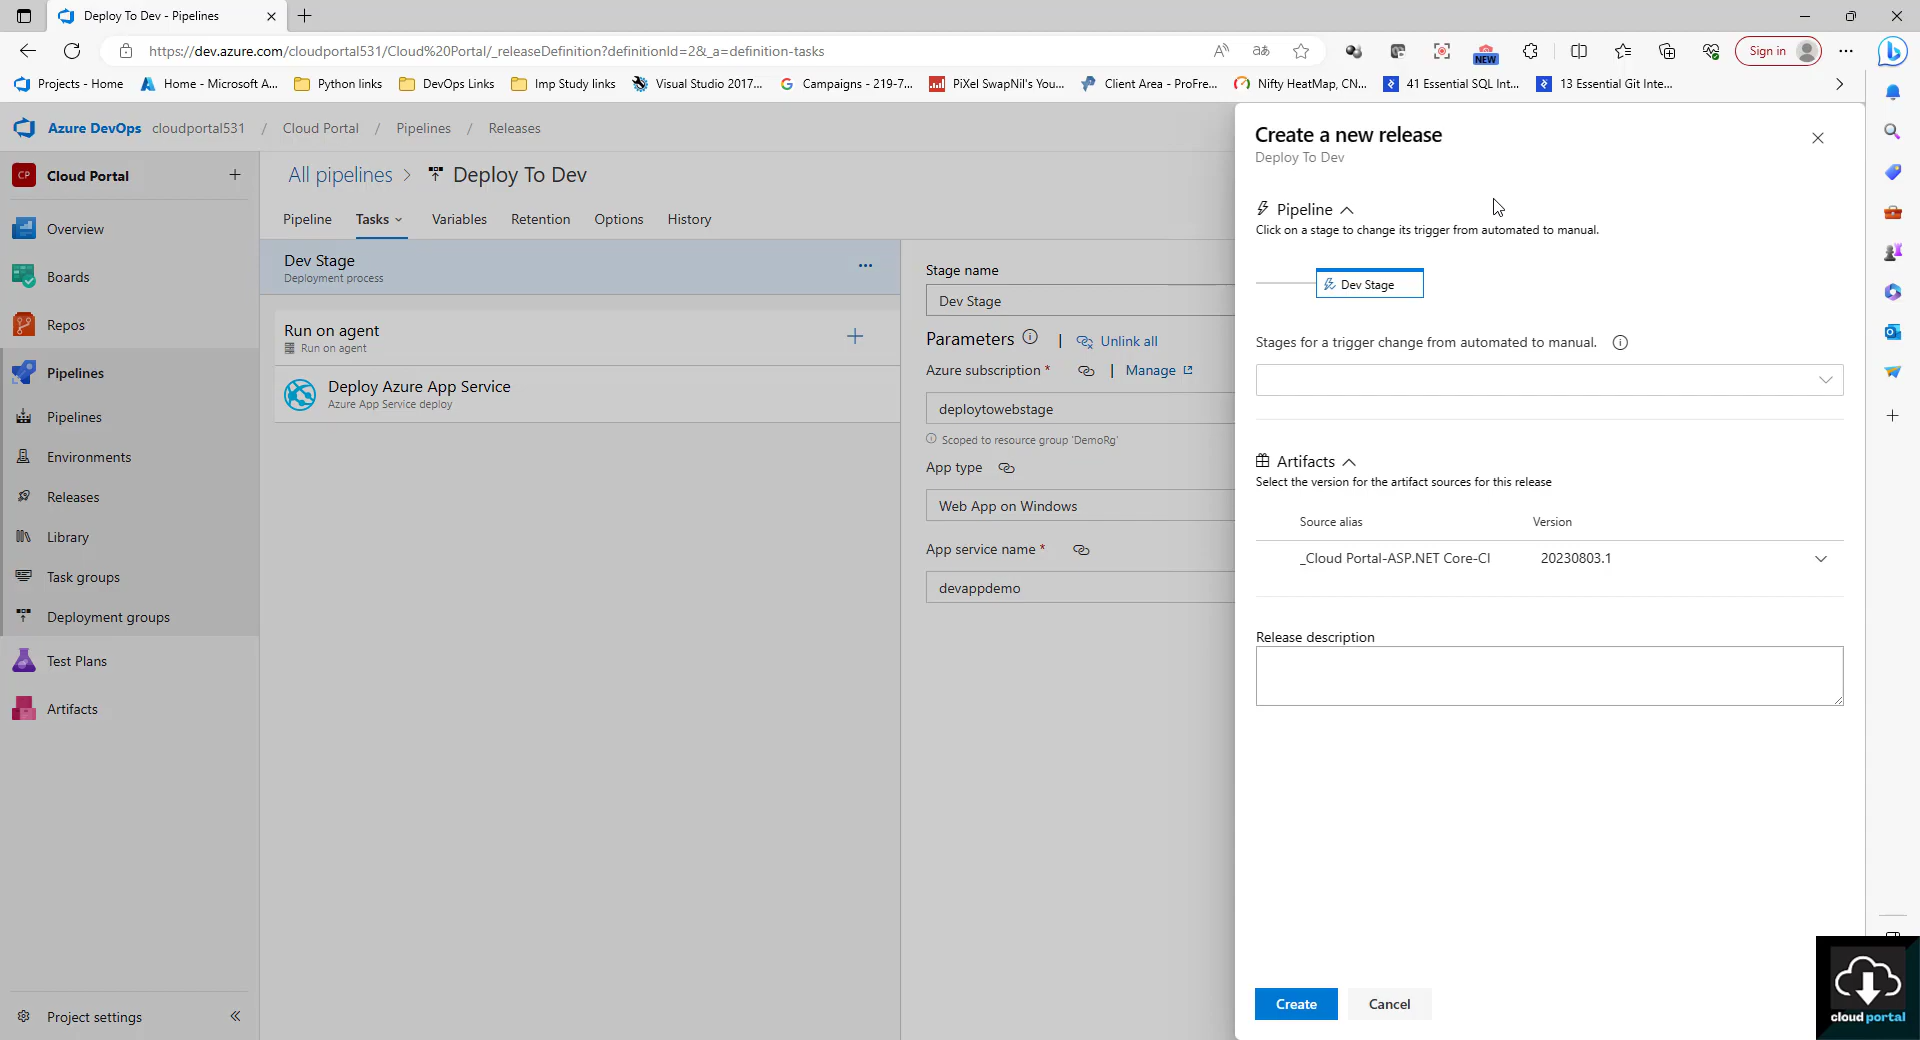 Deploy To Dev - Pipelines
https://dev.azure.com/cloudportal531/Cloud%20Portal/_releaseDefinition?definitionId=2&_a=definition-tasks
NEW
Sign in
Projects - Home
Home - Microsoft A...
Python links
DevOps Links
Imp Study links
Visual Studio 2017...
Campaigns - 219-7...
PiXel SwapNil's You...
Client Area - ProFre...
Nifty HeatMap, CN...
41 Essential SQL Int...
13 Essential Git Inte...
Azure DevOps
cloudportal531 / Cloud Portal / Pipelines / Releases
CP
Cloud Portal
Overview
Boards
Repos
Pipelines
Pipelines
Environments
Releases
Library
Task groups
Deployment groups
Test Plans
Artifacts
Project settings
All pipelines > Deploy To Dev
Pipeline
Tasks
Variables
Retention
Options
History
Dev Stage
Deployment process
Run on agent
Run on agent
Deploy Azure App Service
Azure App Service deploy
Stage name
Dev Stage
Parameters
| Unlink all
Azure subscription *
| Manage
deploytowebstage
Scoped to resource group 'DemoRg'
App type
Web App on Windows
App service name *
devappdemo
Create a new release
Deploy To Dev
Pipeline
Click on a stage to change its trigger from automated to manual.
Dev Stage
Stages for a trigger change from automated to manual.
Artifacts
Select the version for the artifact sources for this release
Source alias
Version
_Cloud Portal-ASP.NET Core-CI
20230803.1
Release description
Create
Cancel
cloud portal